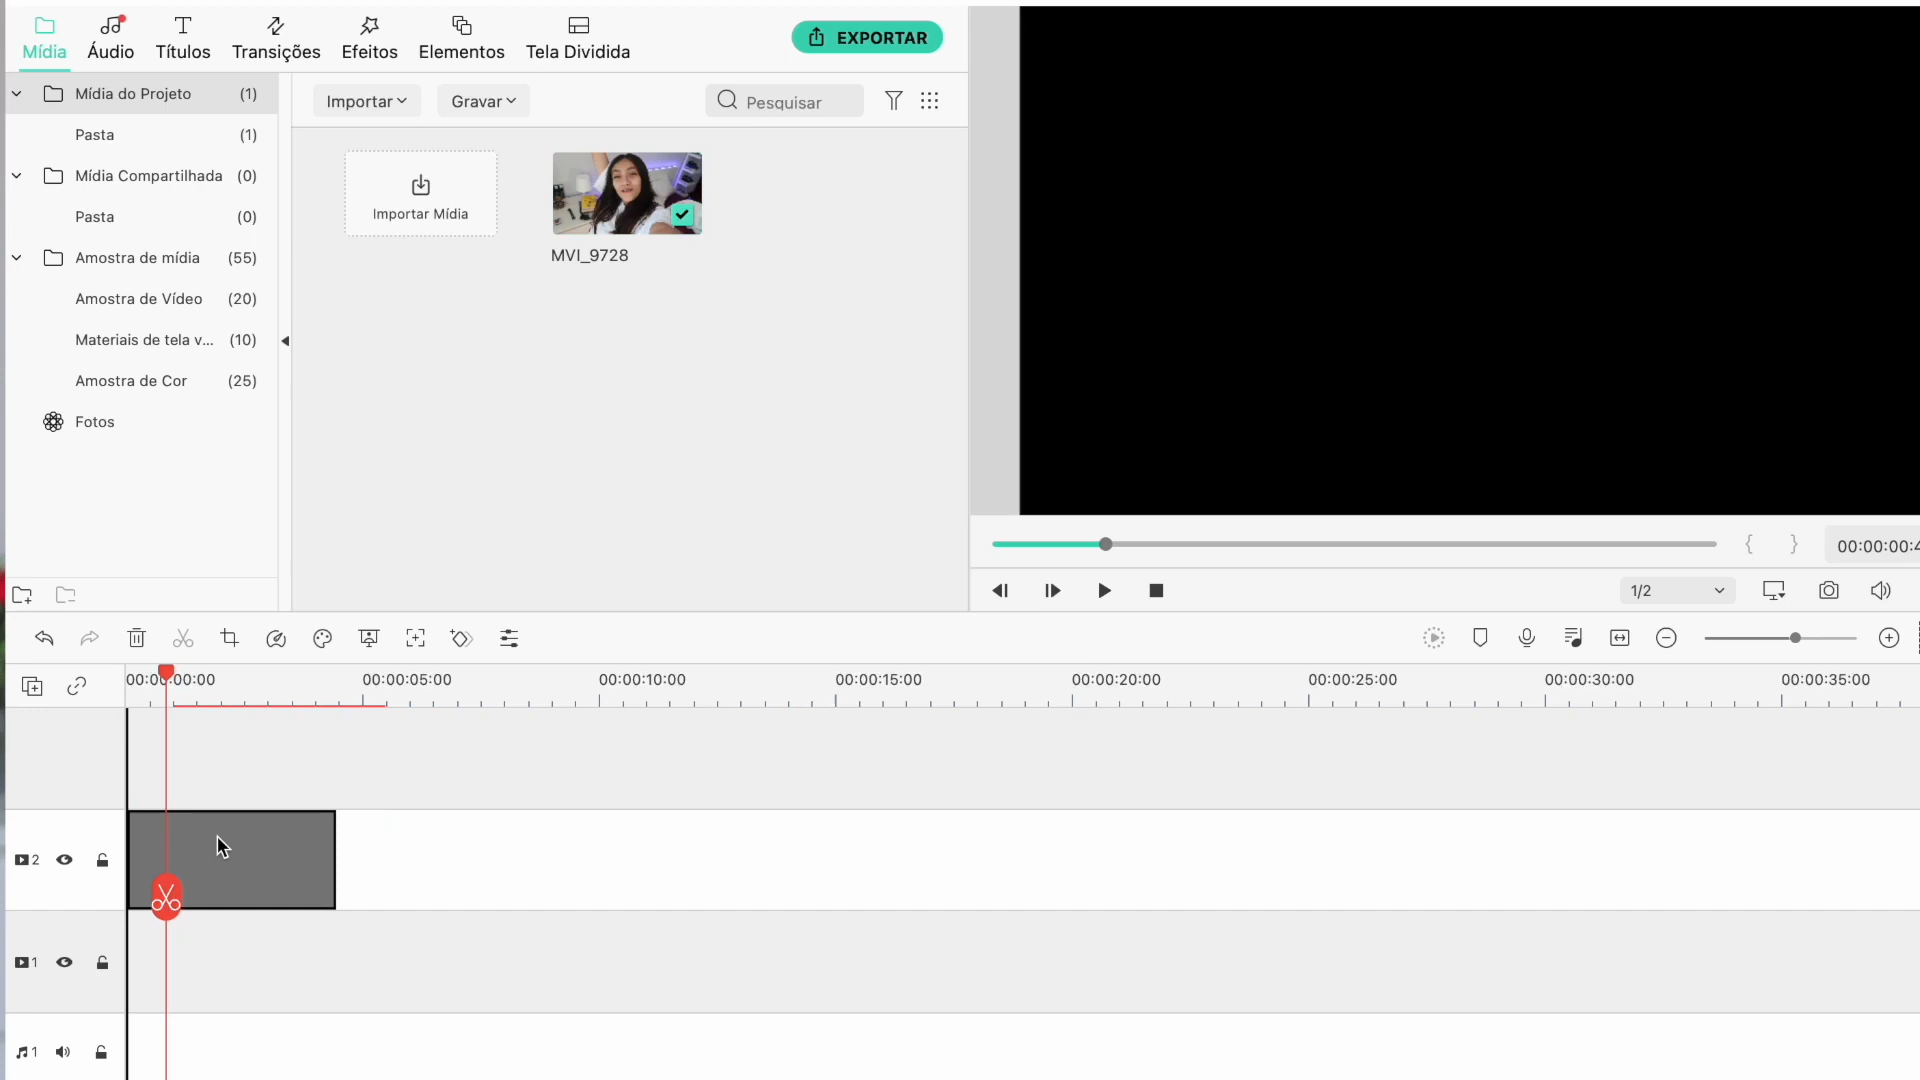 Mídia Áudio Títulos Transições Efeitos Elementos Tela Dividida EXPORTAR
Mídia do Projeto (1)
Pasta (1)
Mídia Compartilhada (0)
Pasta (0)
Amostra de mídia (55)
Amostra de Vídeo (20)
Materiais de tela v... (10)
Amostra de Cor (25)
Fotos
Importar Gravar Pesquisar
Importar Mídia
MVI_9728
{ } 00:00:00:4
1/2
00:00:00:00 00:00:05:00 00:00:10:00 00:00:15:00 00:00:20:00 00:00:25:00 00:00:30:00 00:00:35:00
2
1
1